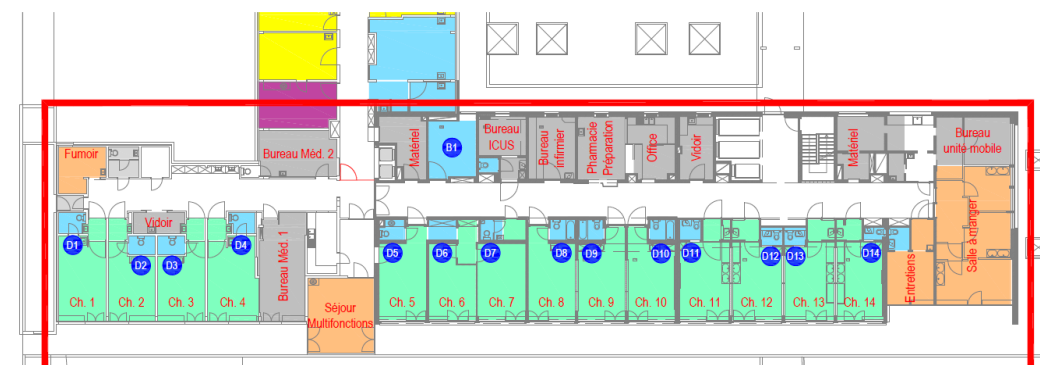 Fumoir
Bureau Méd. 2
Matériel
B1
Bureau
ICUS
Bureau
infirmier
Pharmacie
Préparation
Office
Vidoir
Matériel
Bureau
unité mobile
Vidoir
D1
D2
D3
D4
D5
D6
D7
D8
D9
D10
D11
D12
D13
D14
Ch. 1
Ch. 2
Ch. 3
Ch. 4
Bureau Méd. 1
Séjour
Multifonctions
Ch. 5
Ch. 6
Ch. 7
Ch. 8
Ch. 9
Ch. 10
Ch. 11
Ch. 12
Ch. 13
Ch. 14
Entretiens
Salle à manger